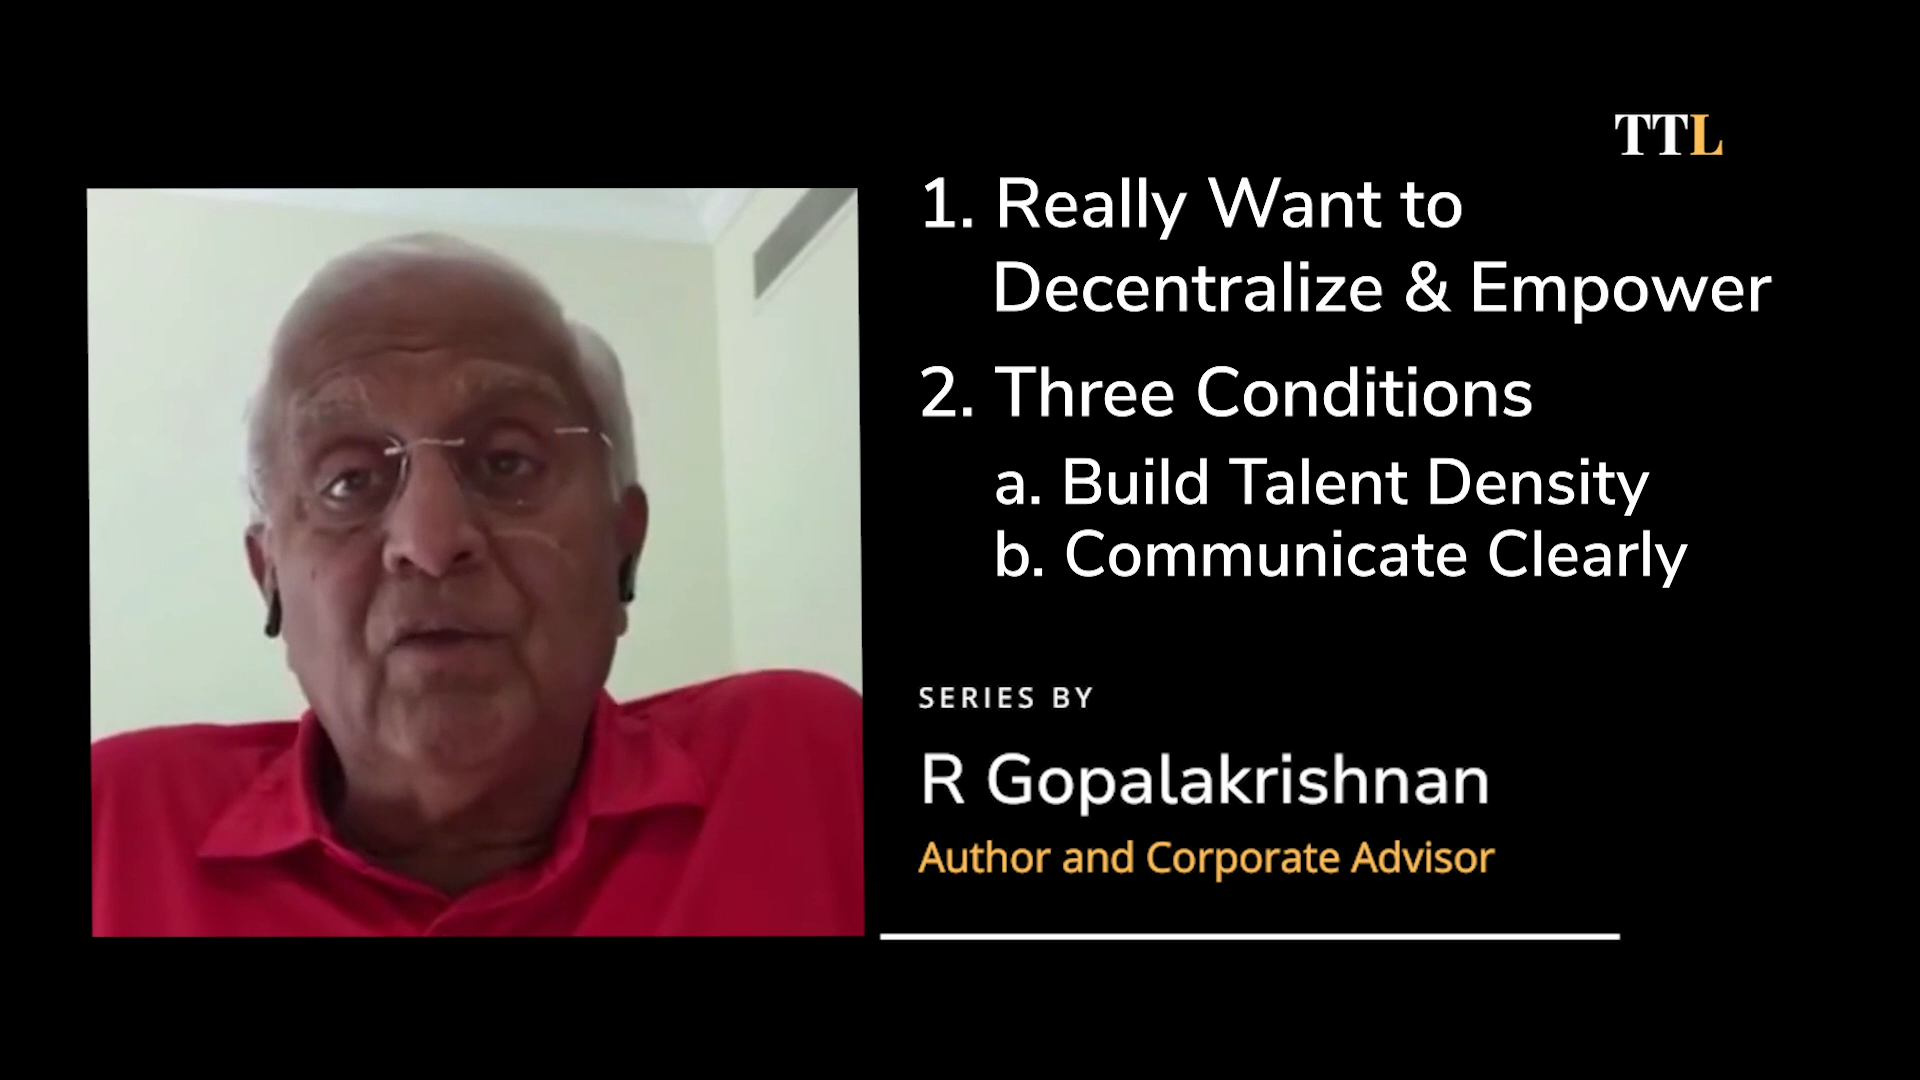 TTL
1. Really Want to
Decentralize & Empower
2. Three Conditions
a. Build Talent Density
b. Communicate Clearly
SERIES BY
R Gopalakrishnan
Author and Corporate Advisor